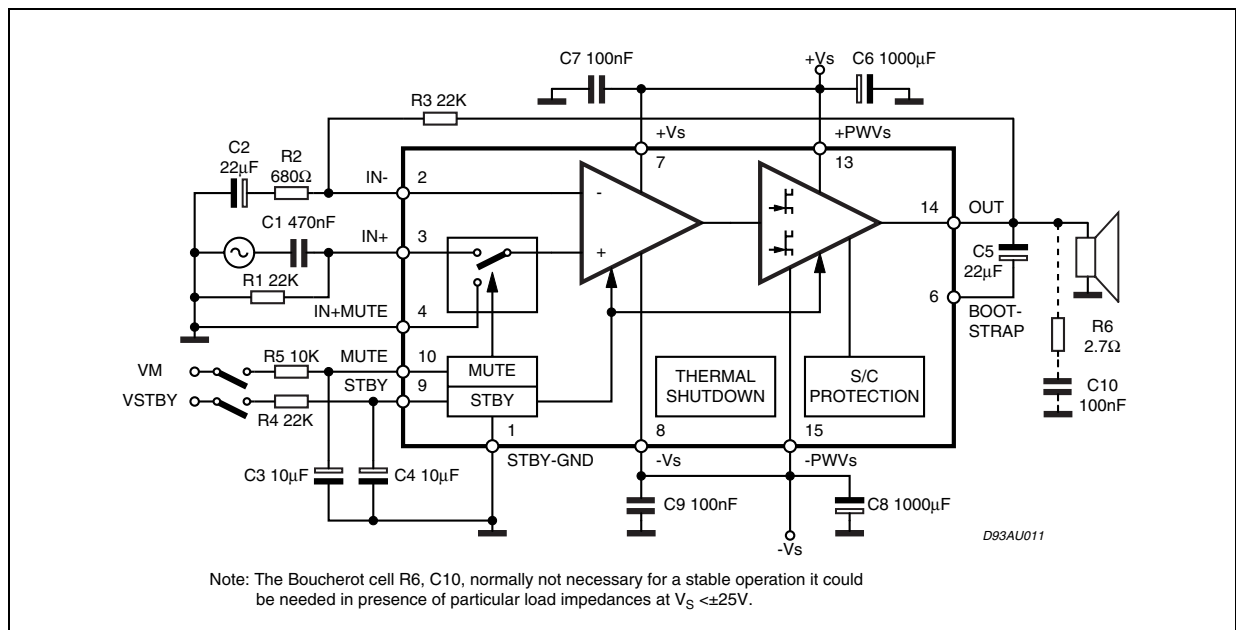 C7 100nF
+Vs
C6 1000μF
R3 22K
+Vs
+PWVs
C2
22μF
R2
680Ω
7
13
IN-
2
-
14
OUT
C1 470nF
IN+
3
+
C5
22μF
R1 22K
IN+MUTE
4
6
BOOT-
STRAP
R6
2.7Ω
VM
R5 10K
MUTE
10
MUTE
THERMAL
SHUTDOWN
S/C
PROTECTION
C10
100nF
VSTBY
R4 22K
STBY
9
STBY
1
8
15
STBY-GND
-Vs
-PWVs
C3 10μF
C4 10μF
C9 100nF
C8 1000μF
-Vs
D93AU011
Note: The Boucherot cell R6, C10, normally not necessary for a stable operation it could
be needed in presence of particular load impedances at VS <±25V.